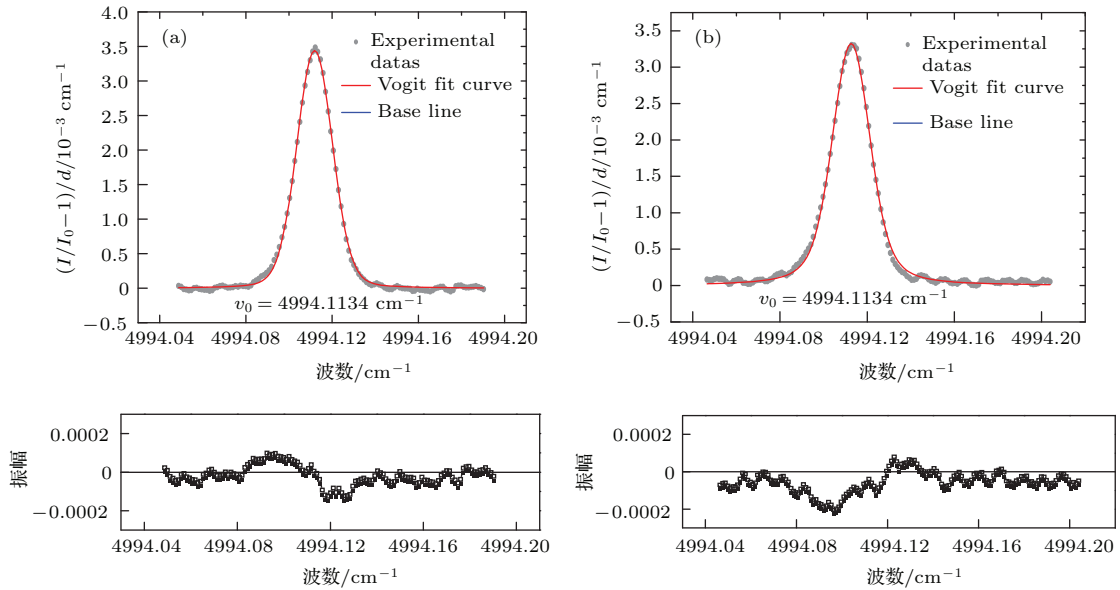 (a)
Experimental
datas
Vogit fit curve
Base line
(I/I₀−1)/d/10⁻³ cm⁻¹
3.5
3.0
2.5
2.0
1.5
1.0
0.5
0
−0.5
v₀ = 4994.1134 cm⁻¹
4994.04 4994.08 4994.12 4994.16 4994.20
波数/cm⁻¹
(b)
Experimental
datas
Vogit fit curve
Base line
(I/I₀−1)/d/10⁻³ cm⁻¹
3.5
3.0
2.5
2.0
1.5
1.0
0.5
0
−0.5
v₀ = 4994.1134 cm⁻¹
4994.04 4994.08 4994.12 4994.16 4994.20
波数/cm⁻¹
振幅
0.0002
0
−0.0002
4994.04 4994.08 4994.12 4994.16 4994.20
波数/cm⁻¹
振幅
0.0002
0
−0.0002
4994.04 4994.08 4994.12 4994.16 4994.20
波数/cm⁻¹